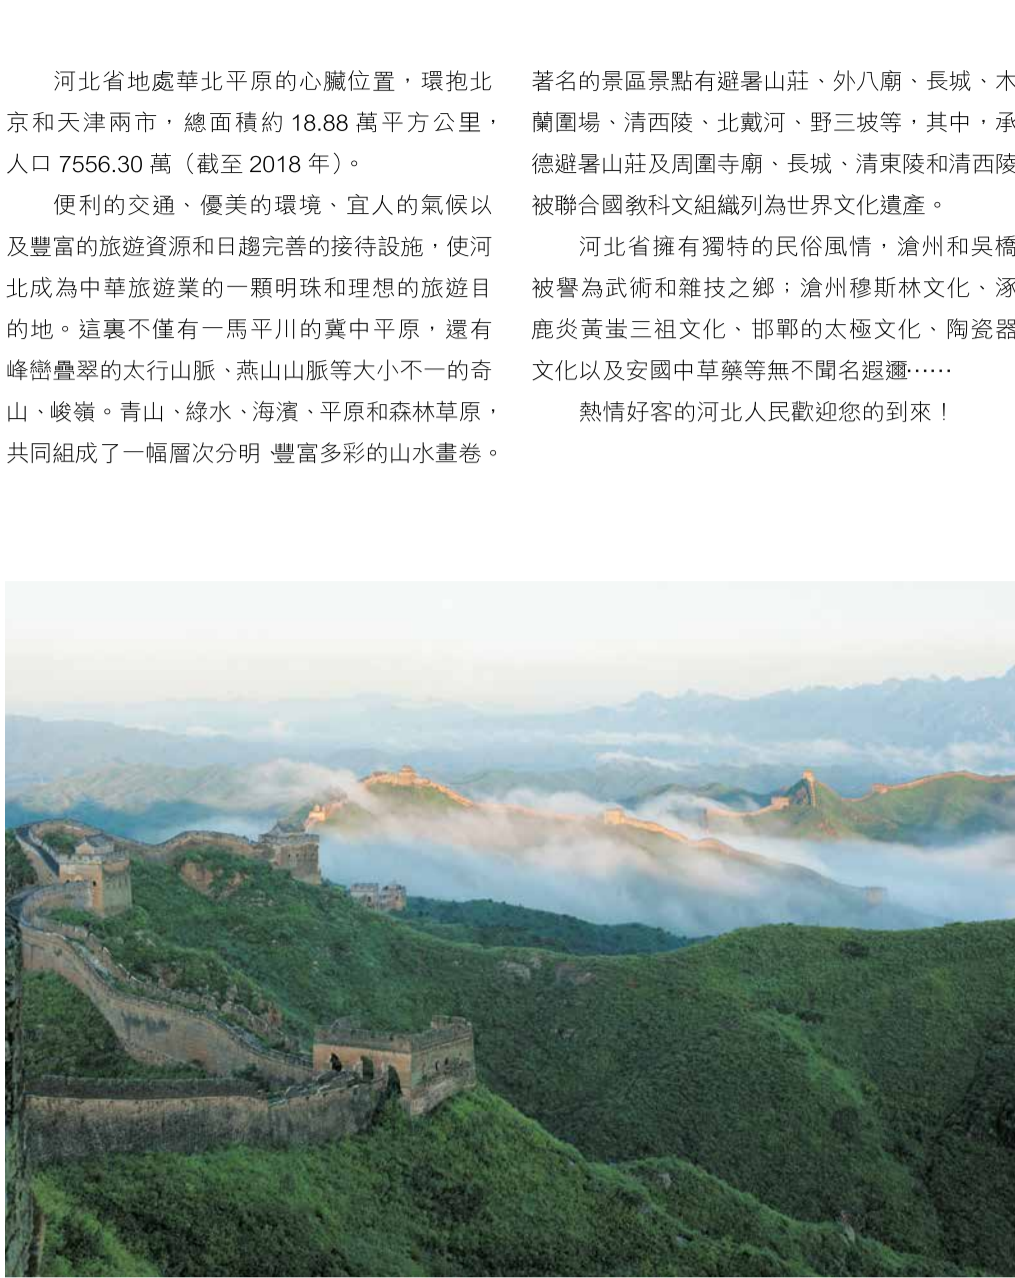 河北省地處華北平原的心臟位置，環抱北
京和天津兩市，總面積約 18.88 萬平方公里，
人口 7556.30 萬（截至 2018 年）。
便利的交通、優美的環境、宜人的氣候以
及豐富的旅遊資源和日趨完善的接待設施，使河
北成為中華旅遊業的一顆明珠和理想的旅遊目
的地。這裏不僅有一馬平川的冀中平原，還有
峰巒疊翠的太行山脈、燕山山脈等大小不一的奇
山、峻嶺。青山、綠水、海濱、平原和森林草原，
共同組成了一幅層次分明、豐富多彩的山水畫卷。
著名的景區景點有避暑山莊、外八廟、長城、木
蘭圍場、清西陵、北戴河、野三坡等，其中，承
德避暑山莊及周圍寺廟、長城、清東陵和清西陵
被聯合國教科文組織列為世界文化遺產。
河北省擁有獨特的民俗風情，滄州和吳橋
被譽為武術和雜技之鄉；滄州穆斯林文化、涿
鹿炎黃蚩三祖文化、邯鄲的太極文化、陶瓷器
文化以及安國中草藥等無不聞名遐邇……
熱情好客的河北人民歡迎您的到來！